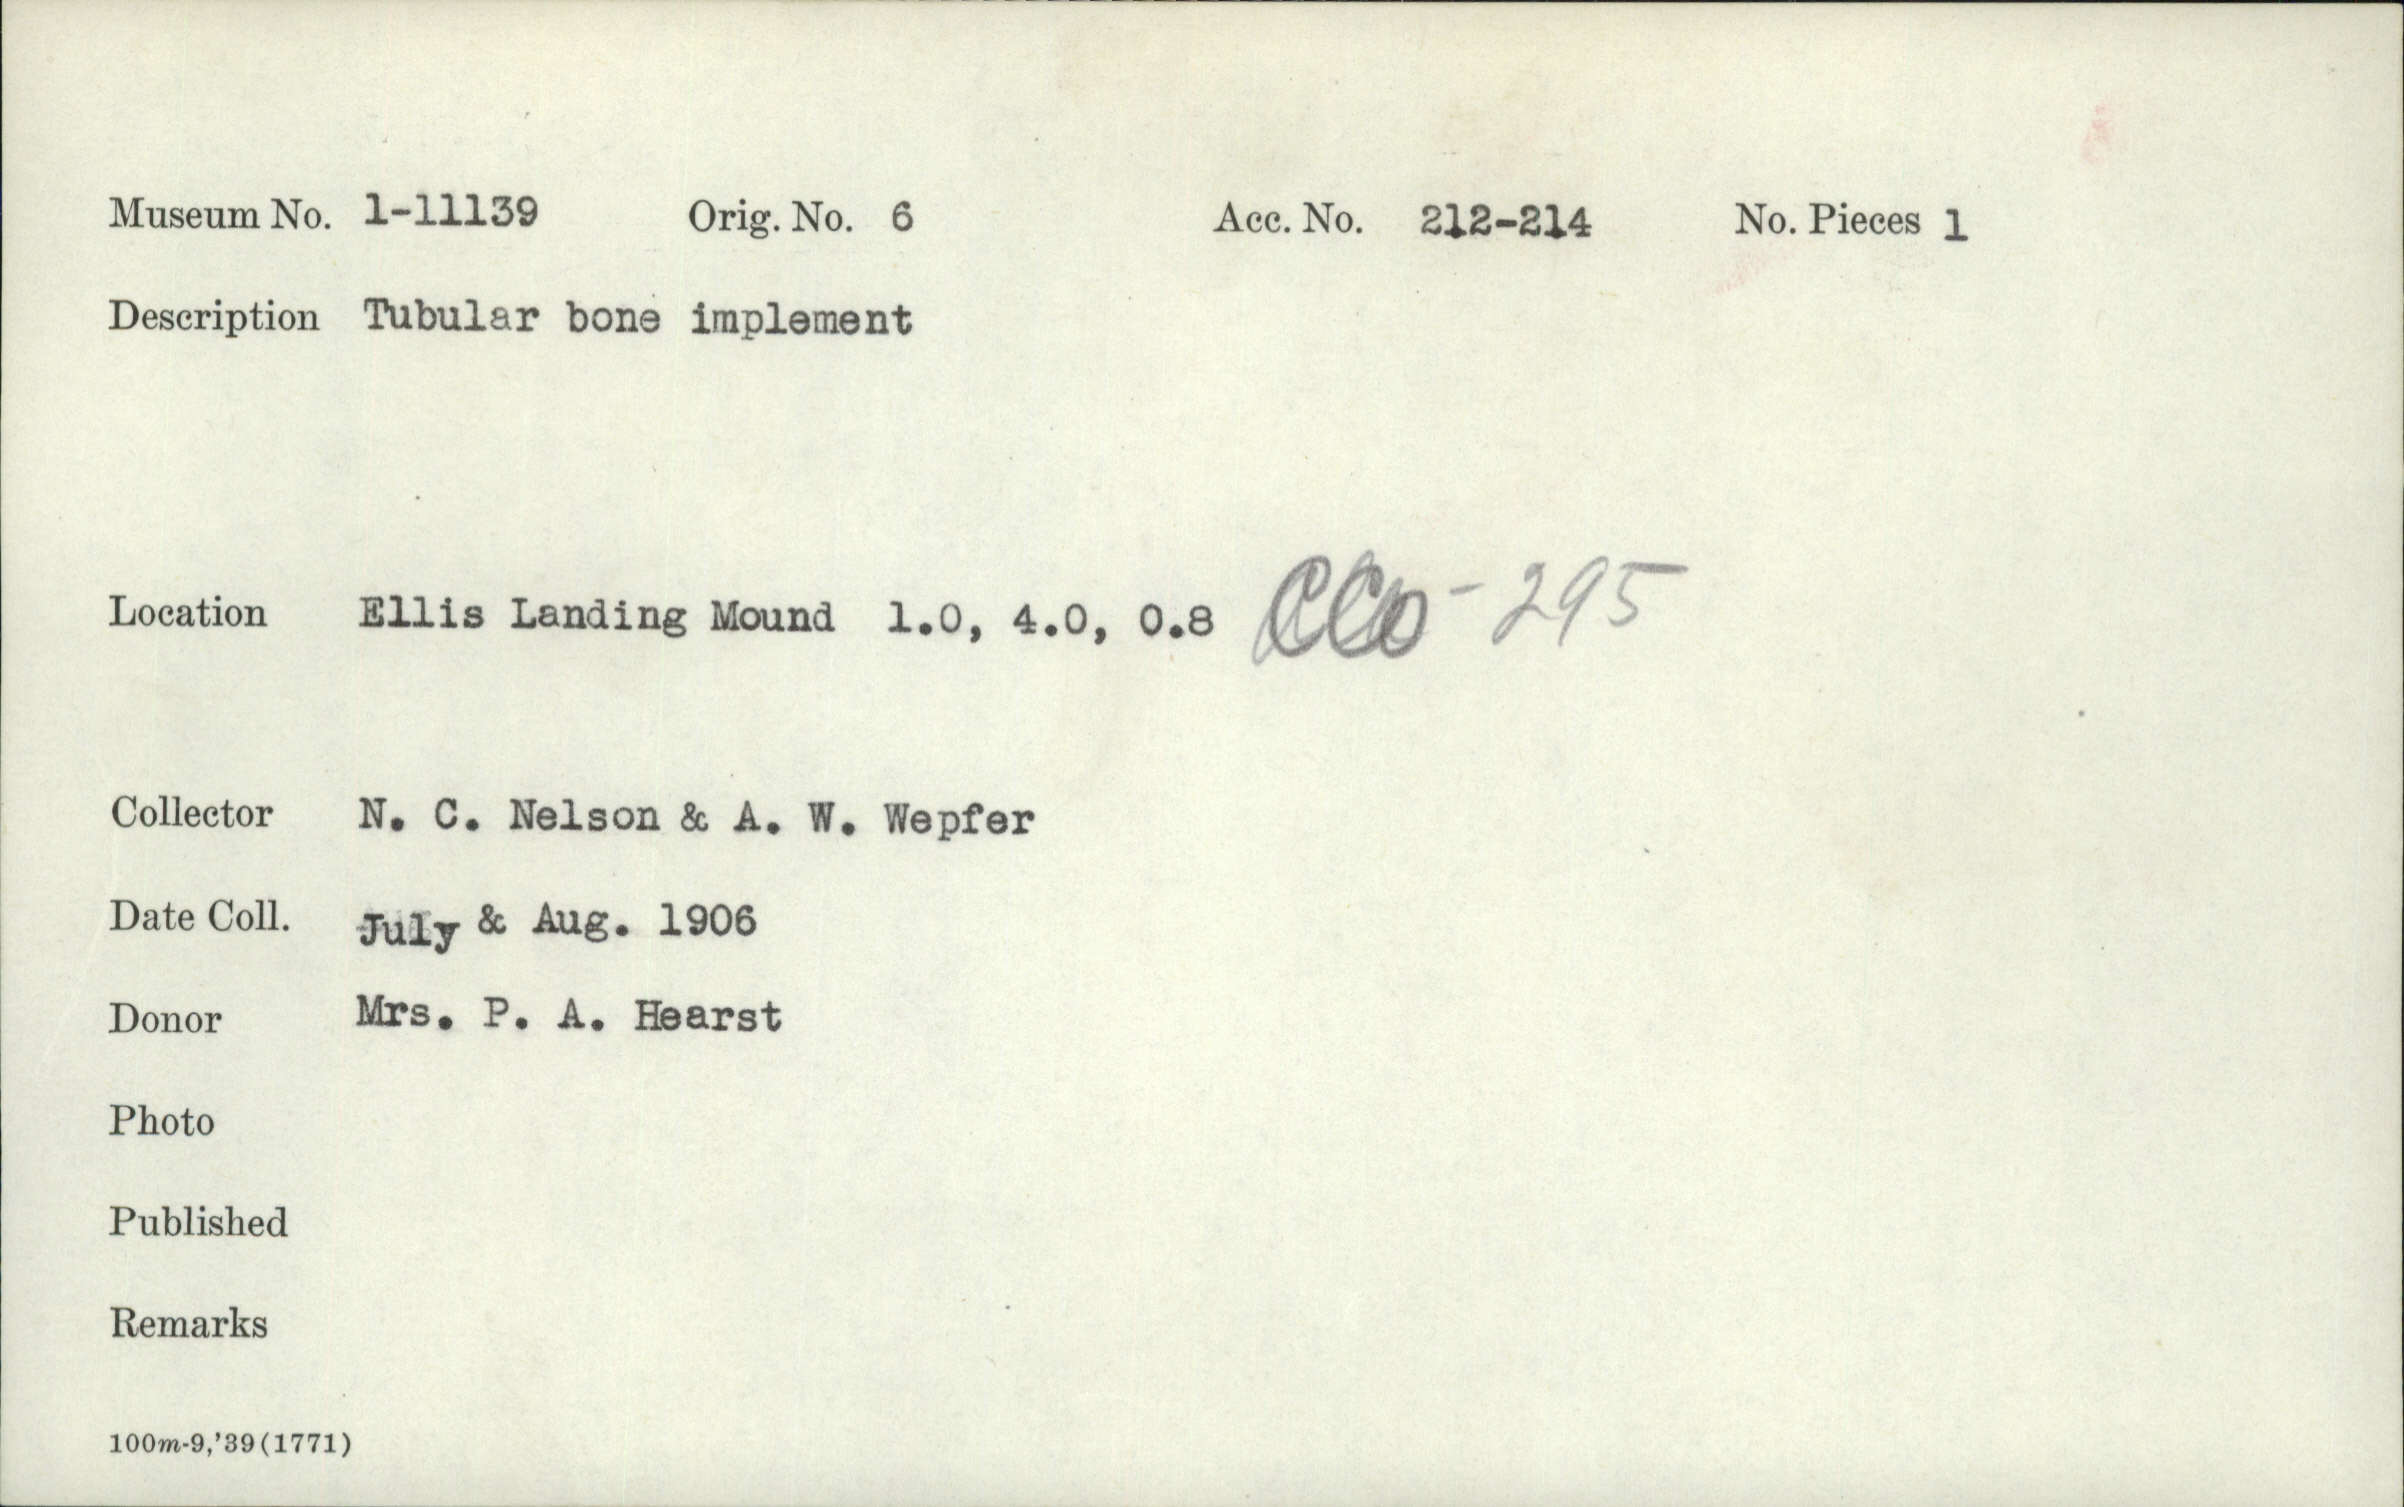 Museum No. 1-11139 Orig. No. 6 Acc. No. 212-214 No. Pieces 1
Description Tubular bone implement
Location Ellis Landing Mound 1.0, 4.0, 0.8 CCo-295
Collector N. C. Nelson & A. W. Wepfer
Date Coll. July & Aug. 1906
Donor Mrs. P. A. Hearst
Photo
Published
Remarks
100m-9,'39(1771)